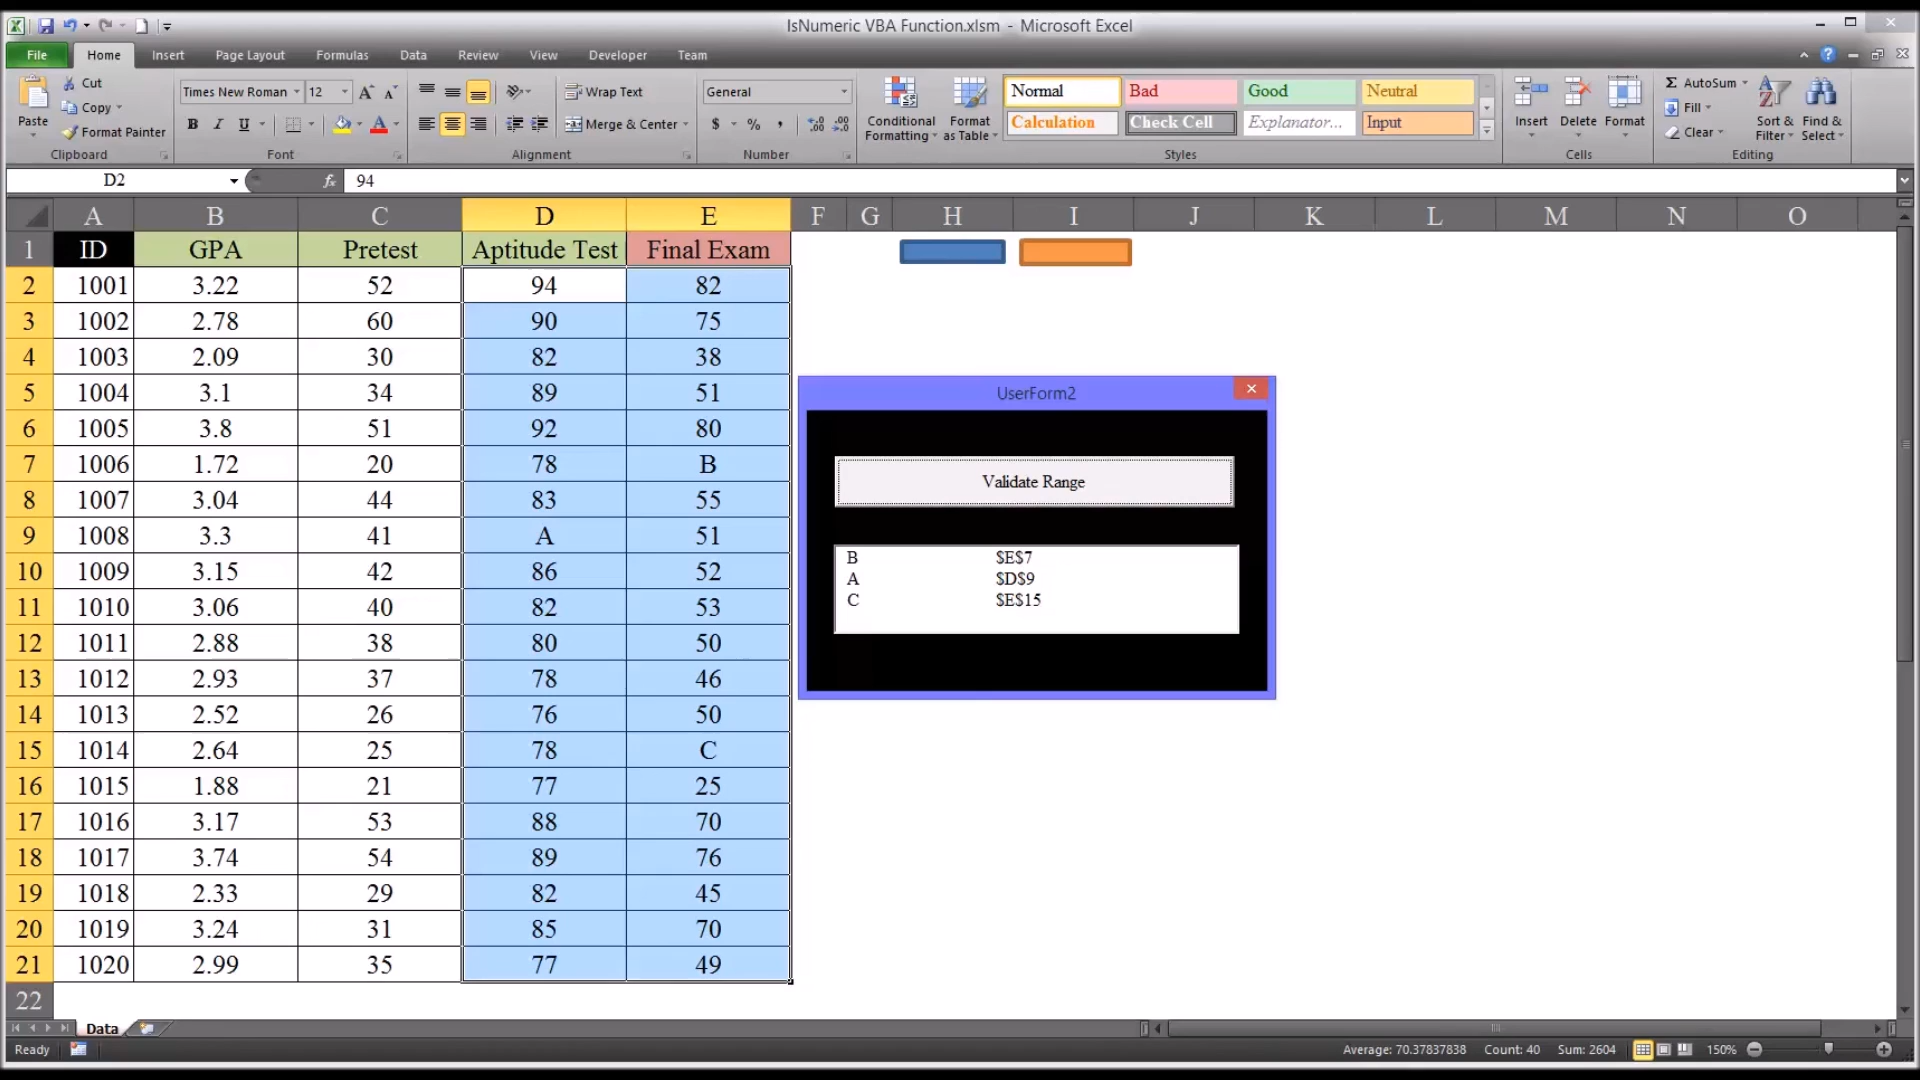 IsNumeric VBA Function.xlsm - Microsoft Excel
File Home Insert Page Layout Formulas Data Review View Developer Team
Paste
Cut
Copy
Format Painter
Clipboard
Times New Roman 12
B I U
Font
Wrap Text
Merge & Center
Alignment
General
$ % ,
Number
Conditional Formatting
Format as Table
Normal Bad Good Neutral
Calculation Check Cell Explanator... Input
Styles
Insert Delete Format
Cells
Σ AutoSum
Fill
Clear
Sort & Filter
Find & Select
Editing
D2 fx 94
A B C D E F G H I J K L M N O
1 ID GPA Pretest Aptitude Test Final Exam
2 1001 3.22 52 94 82
3 1002 2.78 60 90 75
4 1003 2.09 30 82 38
5 1004 3.1 34 89 51
6 1005 3.8 51 92 80
7 1006 1.72 20 78 B
8 1007 3.04 44 83 55
9 1008 3.3 41 A 51
10 1009 3.15 42 86 52
11 1010 3.06 40 82 53
12 1011 2.88 38 80 50
13 1012 2.93 37 78 46
14 1013 2.52 26 76 50
15 1014 2.64 25 78 C
16 1015 1.88 21 77 25
17 1016 3.17 53 88 70
18 1017 3.74 54 89 76
19 1018 2.33 29 82 45
20 1019 3.24 31 85 70
21 1020 2.99 35 77 49
22
UserForm2
Validate Range
B $E$7
A $D$9
C $E$15
Data
Ready Average: 70.37837838 Count: 40 Sum: 2604 150%